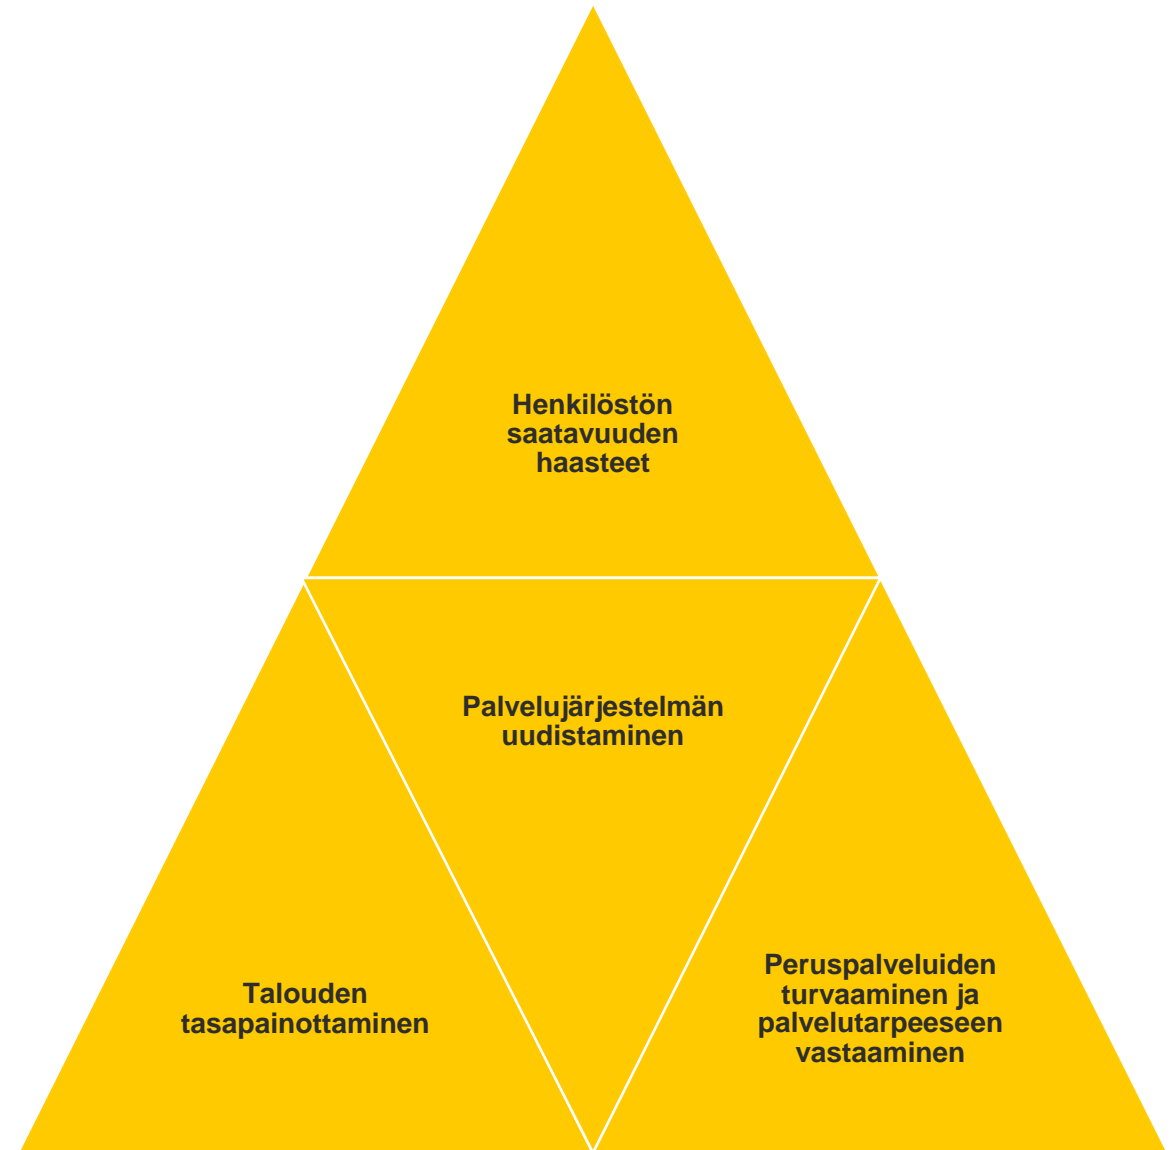 Henkilöstön
saatavuuden
haasteet
Palvelujärjestelmän
uudistaminen
Talouden
tasapainottaminen
Peruspalveluiden
turvaaminen ja
palvelutarpeeseen
vastaaminen